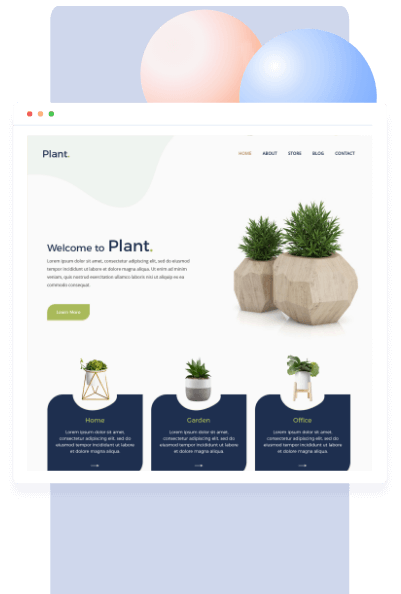 Plant.
HOME ABOUT STORE BLOG CONTACT
Welcome to Plant.
Lorem ipsum dolor sit amet, consectetur adipiscing elit, sed do eiusmod
tempor incididunt ut labore et dolore magna aliqua. Ut enim ad minim
veniam, quis nostrud exercitation ullamco laboris nisi ut aliquip ex ea
commodo consequat
Learn More
Home
Lorem ipsum dolor sit amet,
consectetur adipiscing elit, sed do
eiusmod tempor incididunt ut labore
et dolore magna aliqua.
Garden
Lorem ipsum dolor sit amet,
consectetur adipiscing elit, sed do
eiusmod tempor incididunt ut labore
et dolore magna aliqua.
Office
Lorem ipsum dolor sit amet,
consectetur adipiscing elit, sed do
eiusmod tempor incididunt ut labore
et dolore magna aliqua.